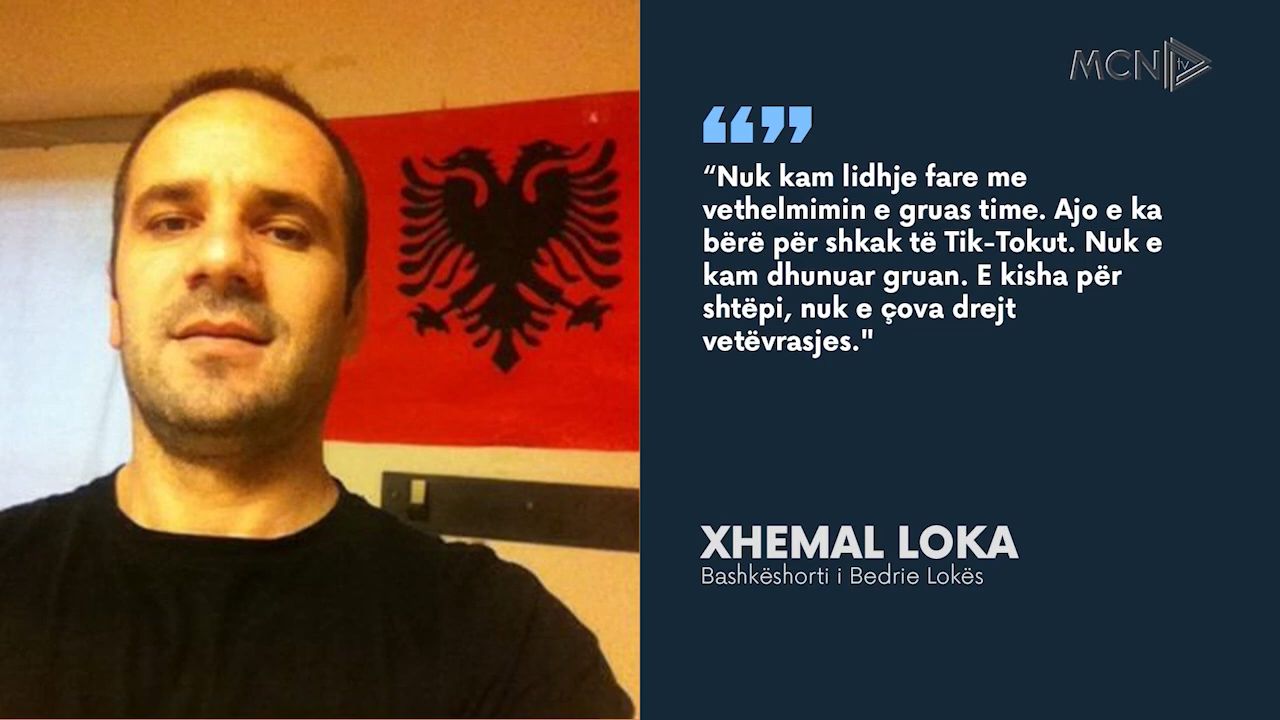 MCN tv
“Nuk kam lidhje fare me
vethelmimin e gruas time. Ajo e ka
bërë për shkak të Tik-Tokut. Nuk e
kam dhunuar gruan. E kisha për
shtëpi, nuk e çova drejt
vetëvrasjes."
XHEMAL LOKA
Bashkëshorti i Bedrie Lokës